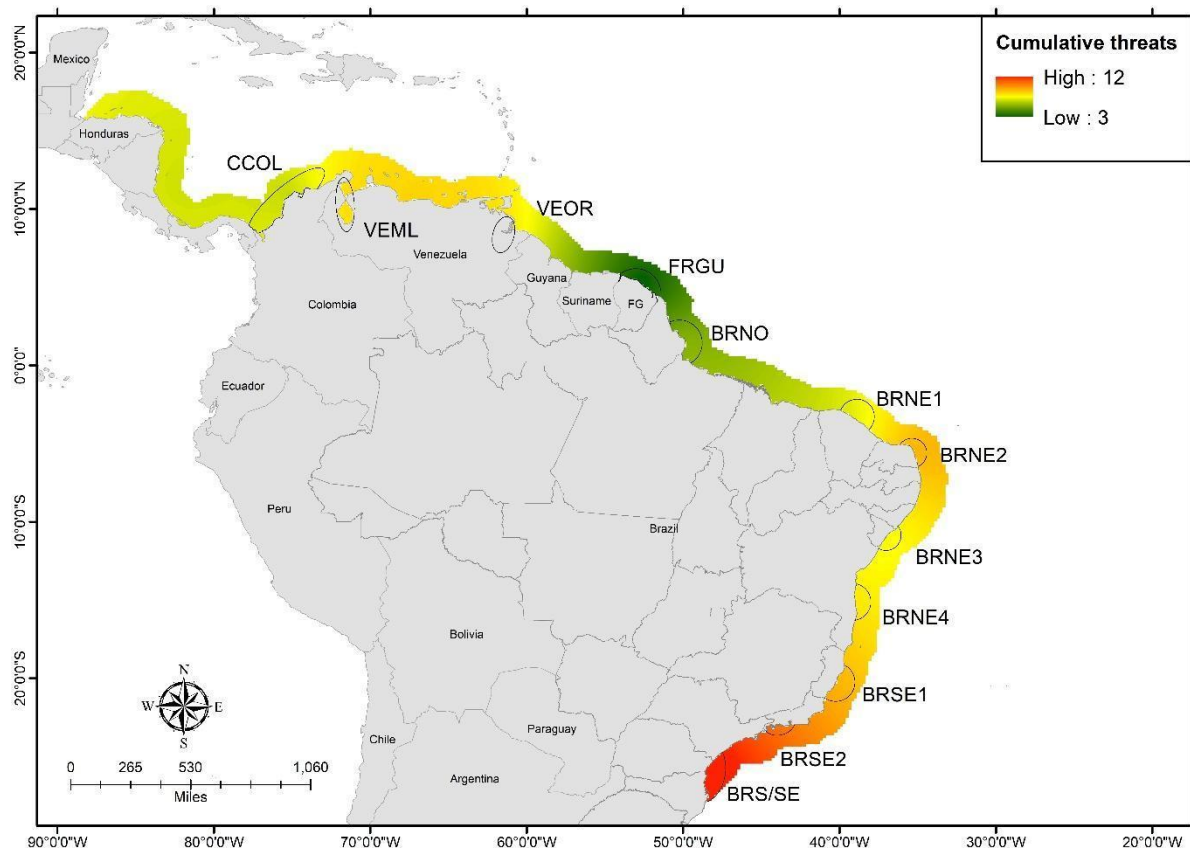 Cumulative threats
High : 12
Low : 3
20°0'0"N
10°0'0"N
0°0'0"
10°0'0"S
20°0'0"S
Mexico
Honduras
CCOL
VEML
VEOR
Venezuela
Guyana
Suriname
FG
FRGU
Colombia
BRNO
Ecuador
BRNE1
BRNE2
Peru
Brazil
BRNE3
BRNE4
Bolivia
BRSE1
Paraguay
Chile
BRSE2
Argentina
BRS/SE
N
W E
S
0 265 530 1,060
Miles
90°0'0"W 80°0'0"W 70°0'0"W 60°0'0"W 50°0'0"W 40°0'0"W 30°0'0"W 20°0'0"W